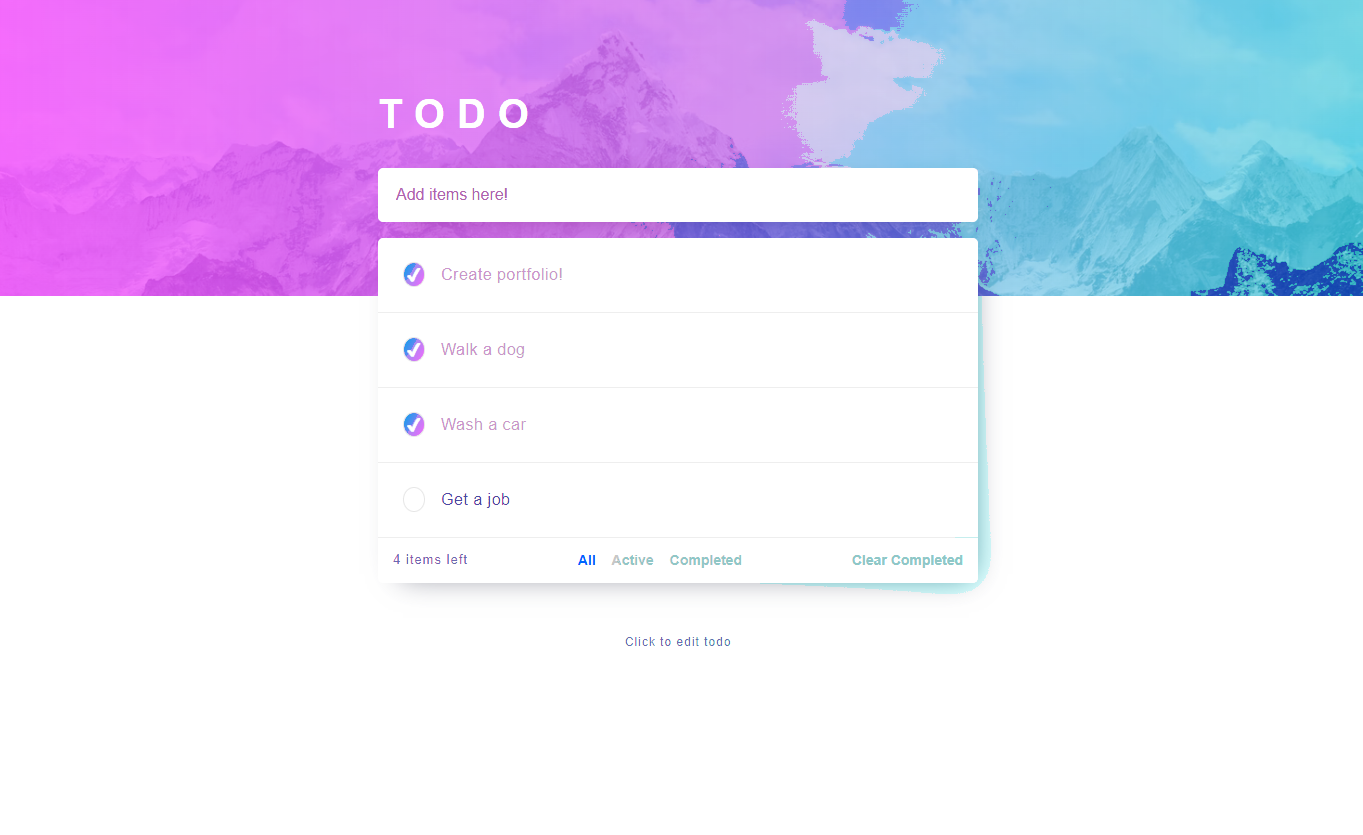 TODO
Add items here!
Create portfolio!
Walk a dog
Wash a car
Get a job
4 items left All Active Completed Clear Completed
Click to edit todo